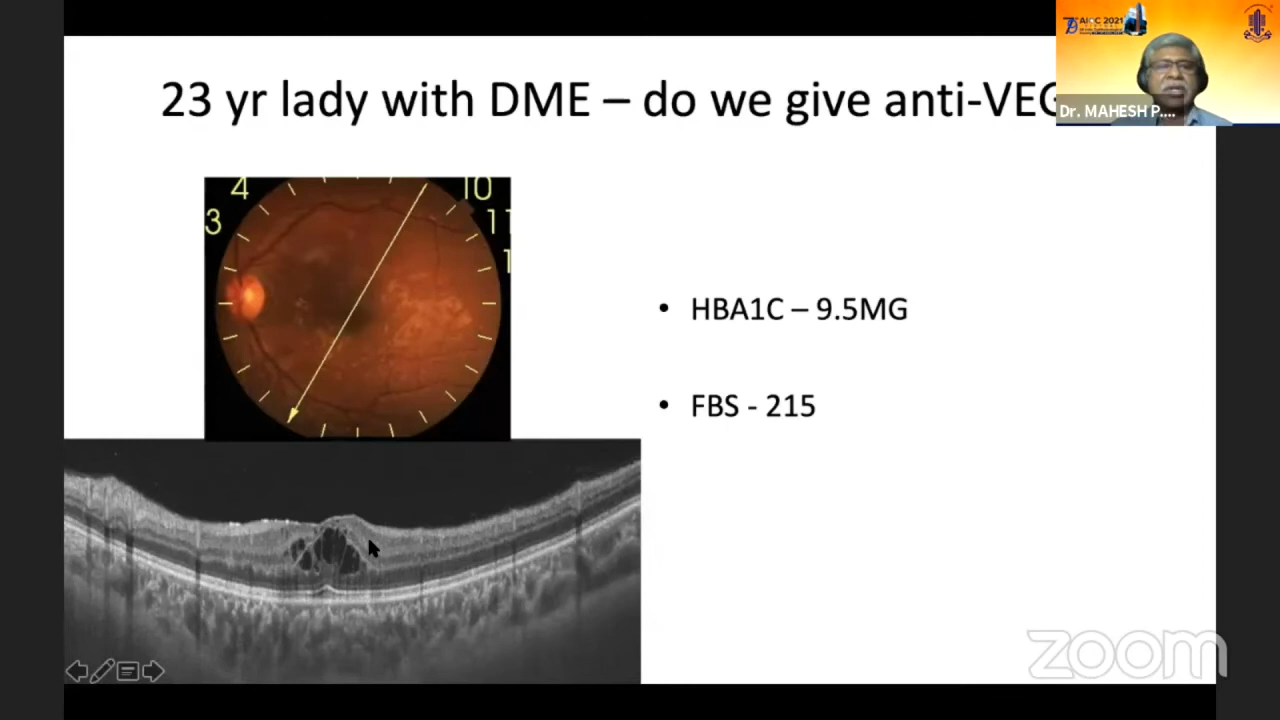 23 yr lady with DME – do we give anti-VEG
AIOC 2021
Dr. MAHESH P....
4
10
3
11
1
• HBA1C – 9.5MG
• FBS - 215
zoom